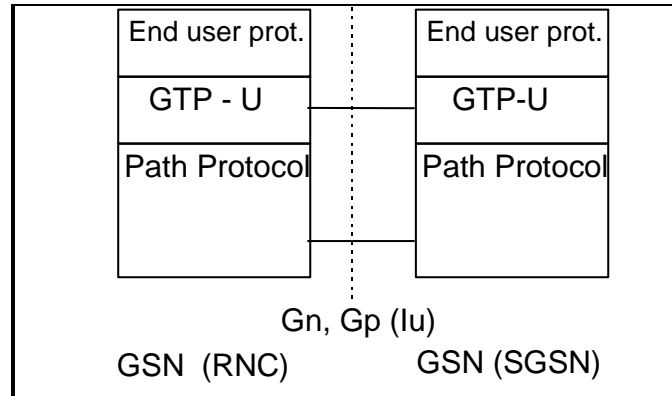 End user prot.
End user prot.
GTP - U
GTP-U
Path Protocol
Path Protocol
Gn, Gp (Iu)
GSN (RNC)
GSN (SGSN)